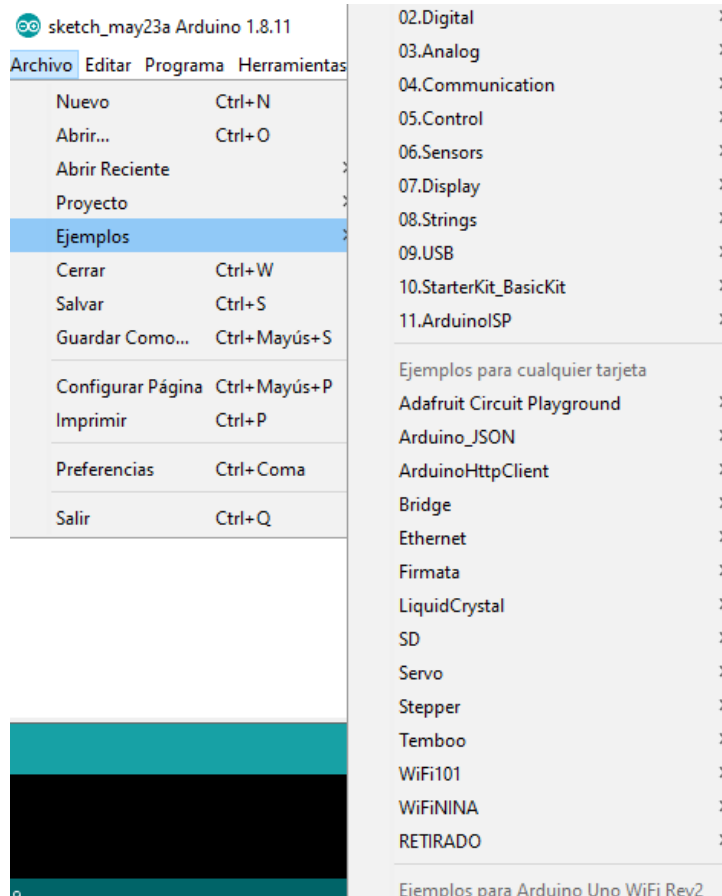 sketch_may23a Arduino 1.8.11
Archivo Editar Programa Herramientas
Nuevo Ctrl+N
Abrir... Ctrl+O
Abrir Reciente
Proyecto
Ejemplos
Cerrar Ctrl+W
Salvar Ctrl+S
Guardar Como... Ctrl+Mayús+S
Configurar Página Ctrl+Mayús+P
Imprimir Ctrl+P
Preferencias Ctrl+Coma
Salir Ctrl+Q
02.Digital
03.Analog
04.Communication
05.Control
06.Sensors
07.Display
08.Strings
09.USB
10.StarterKit_BasicKit
11.ArduinoISP
Ejemplos para cualquier tarjeta
Adafruit Circuit Playground
Arduino_JSON
ArduinoHttpClient
Bridge
Ethernet
Firmata
LiquidCrystal
SD
Servo
Stepper
Temboo
WiFi101
WiFiNINA
RETIRADO
Ejemplos para Arduino Uno WiFi Rev2